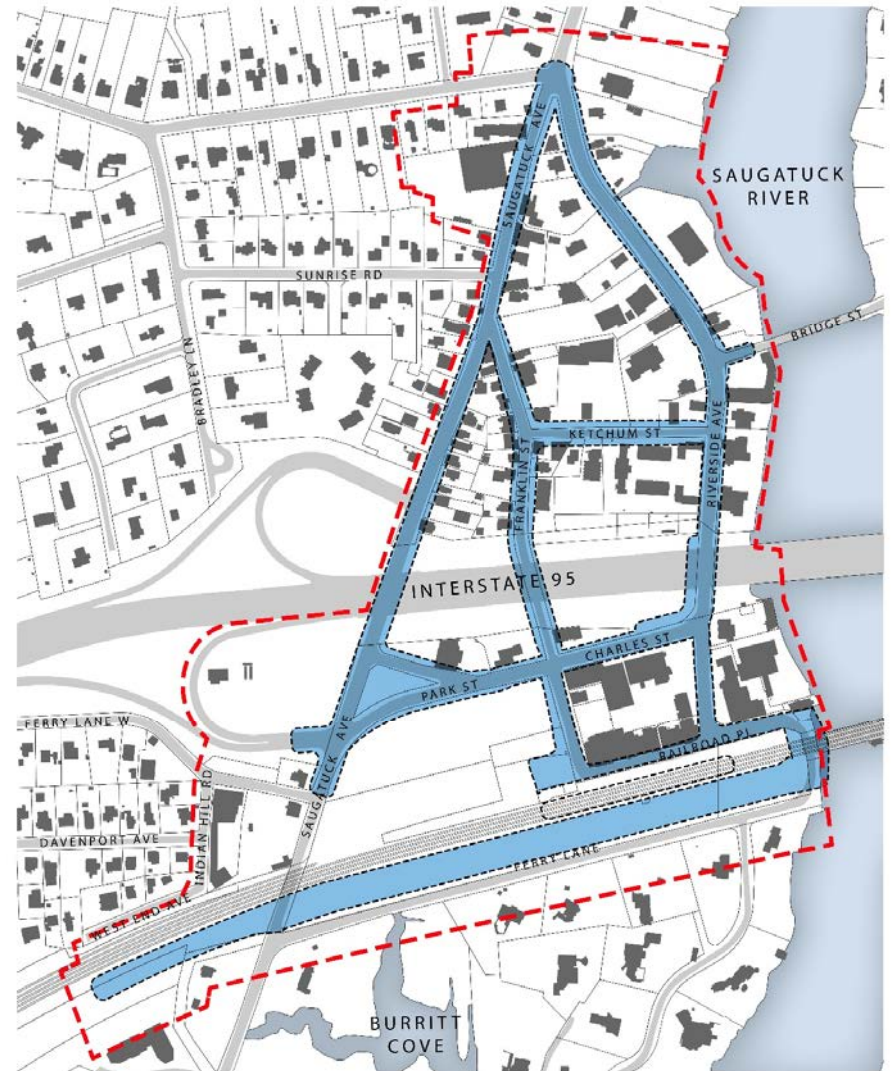 SAUGATUCK AVE
SAUGATUCK
RIVER
SUNRISE RD
BRIDGE ST
BRADLEY LN
KETCHUM ST
FRANKLIN ST
RIVERSIDE AVE
INTERSTATE 95
CHARLES ST
PARK ST
FERRY LANE W
RAILROAD PL
SAUGATUCK AVE
INDIAN HILL RD
DAVENPORT AVE
FERRY LANE
WEST END AVE
BURRITT
COVE